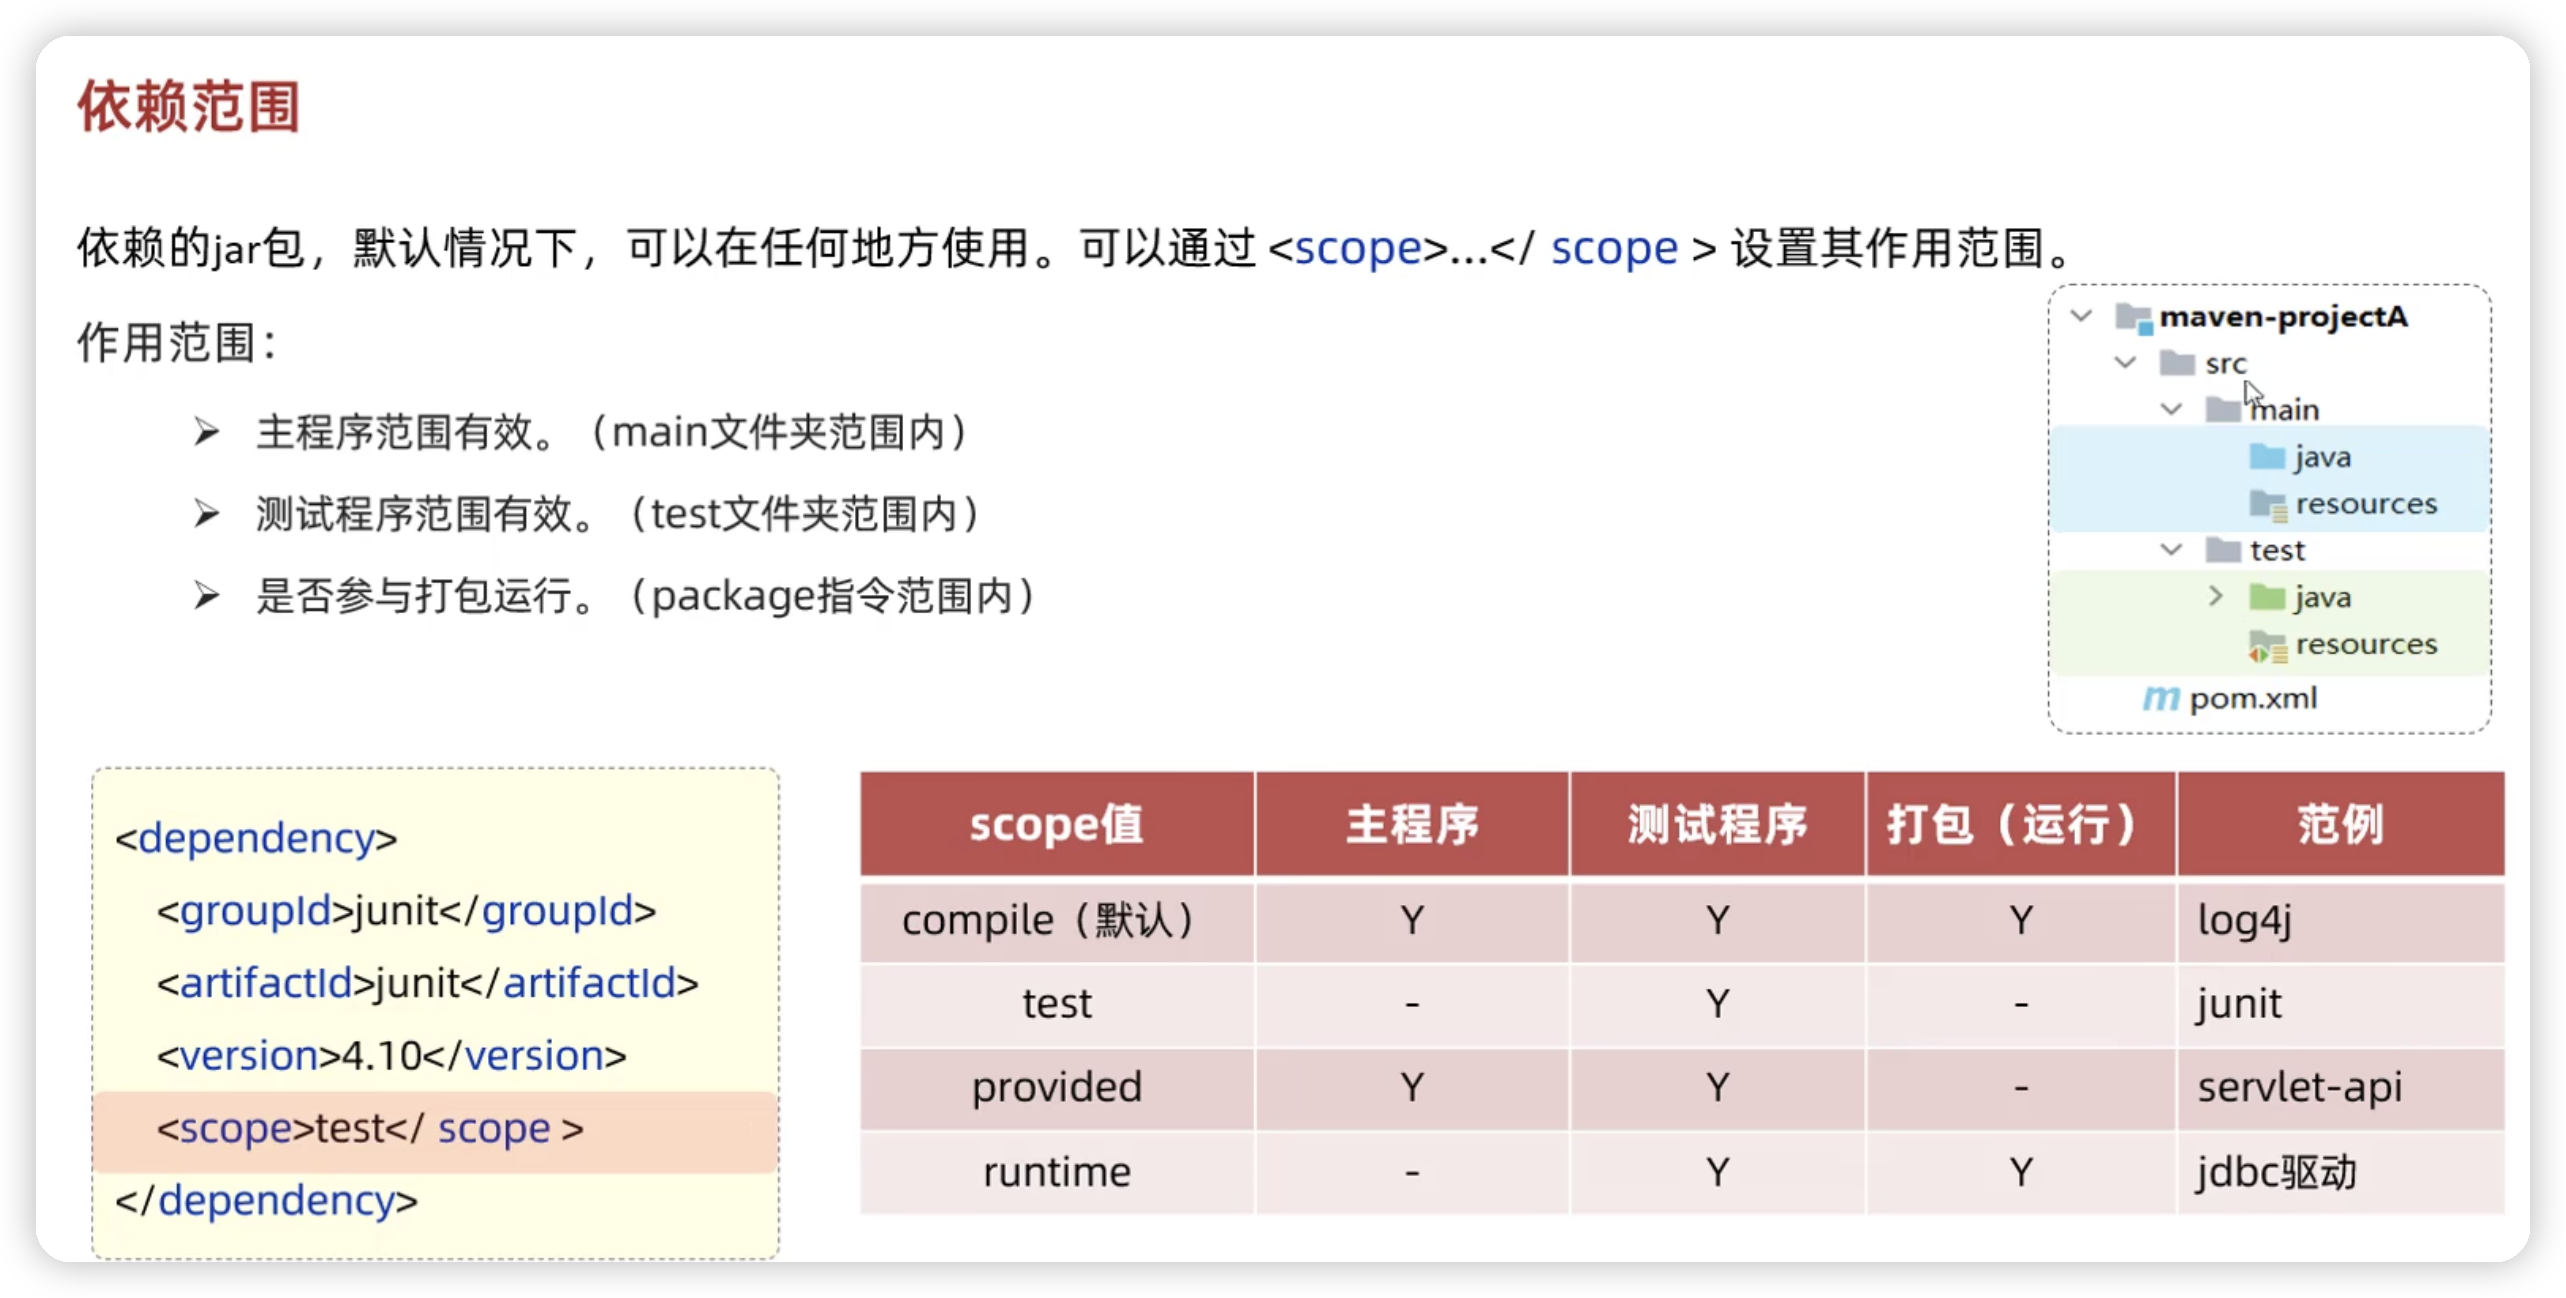 依赖范围
依赖的jar包，默认情况下，可以在任何地方使用。可以通过 <scope>...</ scope > 设置其作用范围。
作用范围：
➢ 主程序范围有效。（main文件夹范围内）
➢ 测试程序范围有效。（test文件夹范围内）
➢ 是否参与打包运行。（package指令范围内）
maven-projectA
src
main
java
resources
test
java
resources
m pom.xml
<dependency>
<groupId>junit</groupId>
<artifactId>junit</artifactId>
<version>4.10</version>
<scope>test</ scope >
</dependency>
scope值 主程序 测试程序 打包（运行） 范例
compile（默认） Y Y Y log4j
test - Y - junit
provided Y Y - servlet-api
runtime - Y Y jdbc驱动